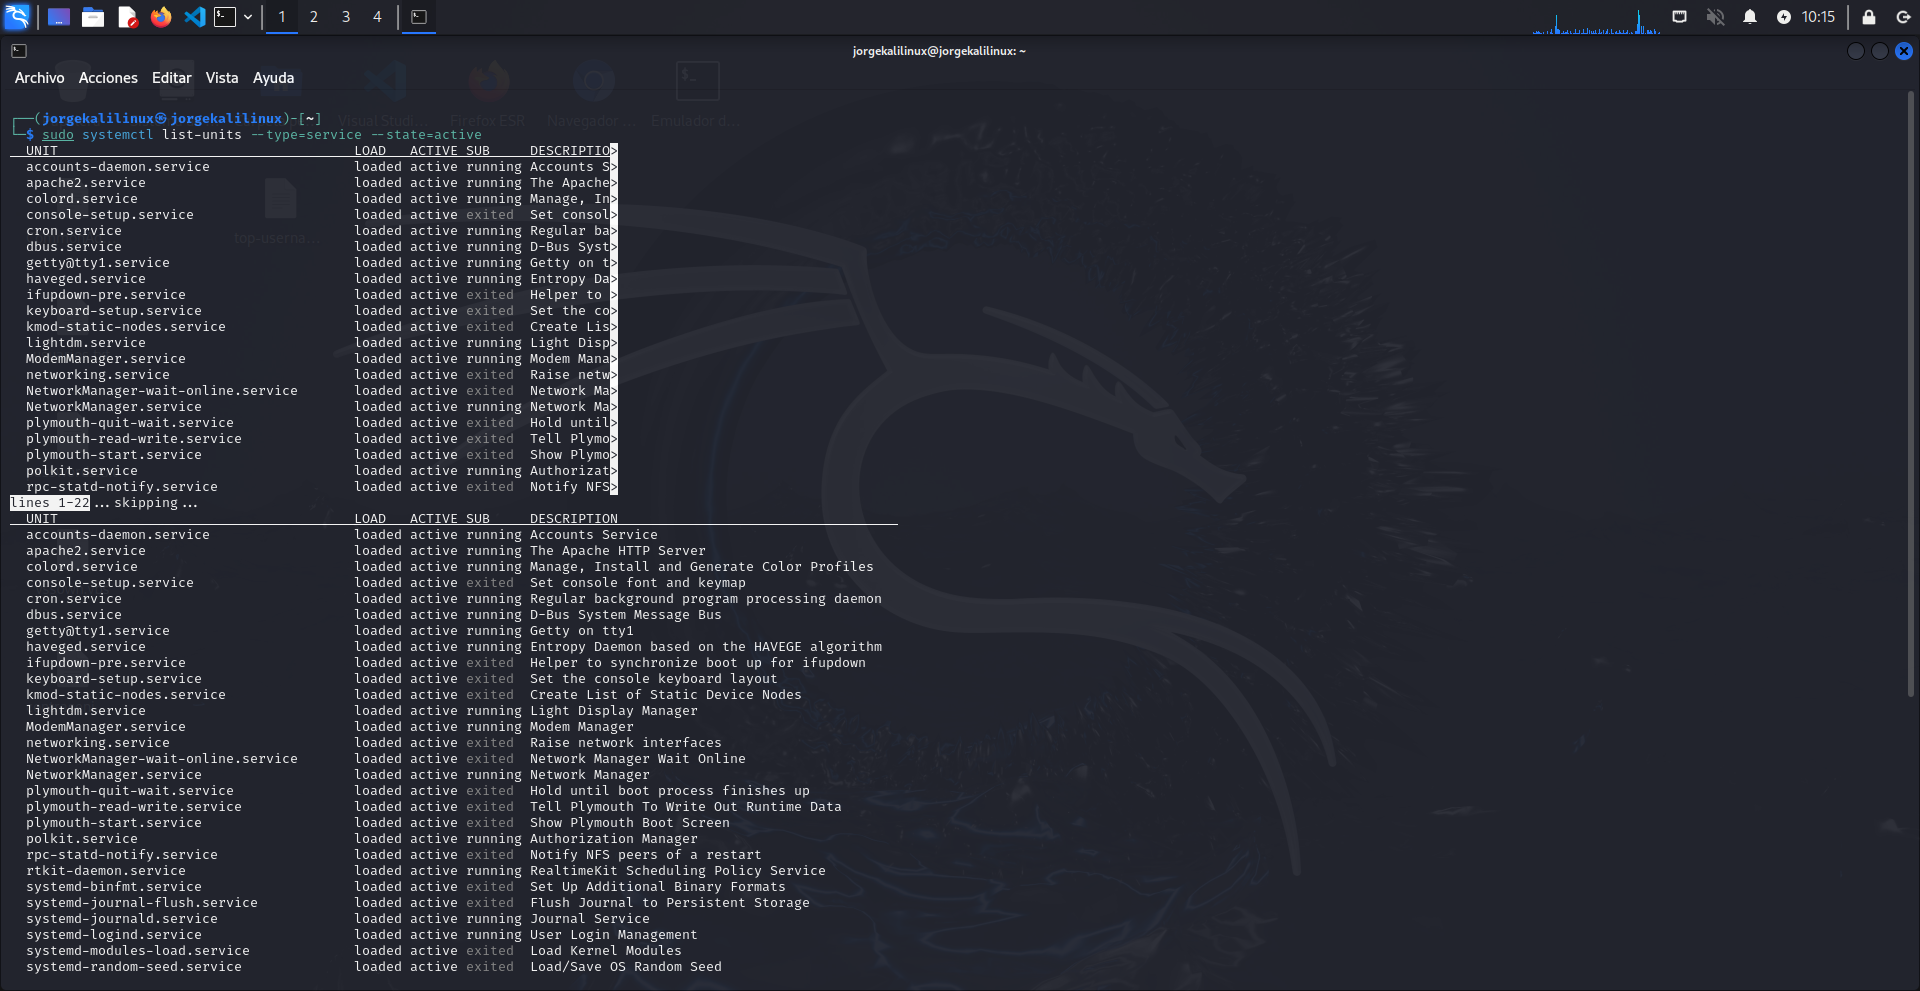 1 2 3 4 10:15
jorgekalilinux@jorgekalilinux: ~
Archivo Acciones Editar Vista Ayuda
Visual Studi... Firefox ESR Navegador ... Emulador d...
top-userna...
┌──(jorgekalilinux㉿jorgekalilinux)-[~]
└─$ sudo systemctl list-units --type=service --state=active
UNIT LOAD ACTIVE SUB DESCRIPTIO>
accounts-daemon.service loaded active running Accounts S>
apache2.service loaded active running The Apache>
colord.service loaded active running Manage, In>
console-setup.service loaded active exited Set consol>
cron.service loaded active running Regular ba>
dbus.service loaded active running D-Bus Syst>
getty@tty1.service loaded active running Getty on t>
haveged.service loaded active running Entropy Da>
ifupdown-pre.service loaded active exited Helper to >
keyboard-setup.service loaded active exited Set the co>
kmod-static-nodes.service loaded active exited Create Lis>
lightdm.service loaded active running Light Disp>
ModemManager.service loaded active running Modem Mana>
networking.service loaded active exited Raise netw>
NetworkManager-wait-online.service loaded active exited Network Ma>
NetworkManager.service loaded active running Network Ma>
plymouth-quit-wait.service loaded active exited Hold until>
plymouth-read-write.service loaded active exited Tell Plymo>
plymouth-start.service loaded active exited Show Plymo>
polkit.service loaded active running Authorizat>
rpc-statd-notify.service loaded active exited Notify NFS>
lines 1-22...skipping...
UNIT LOAD ACTIVE SUB DESCRIPTION
accounts-daemon.service loaded active running Accounts Service
apache2.service loaded active running The Apache HTTP Server
colord.service loaded active running Manage, Install and Generate Color Profiles
console-setup.service loaded active exited Set console font and keymap
cron.service loaded active running Regular background program processing daemon
dbus.service loaded active running D-Bus System Message Bus
getty@tty1.service loaded active running Getty on tty1
haveged.service loaded active running Entropy Daemon based on the HAVEGE algorithm
ifupdown-pre.service loaded active exited Helper to synchronize boot up for ifupdown
keyboard-setup.service loaded active exited Set the console keyboard layout
kmod-static-nodes.service loaded active exited Create List of Static Device Nodes
lightdm.service loaded active running Light Display Manager
ModemManager.service loaded active running Modem Manager
networking.service loaded active exited Raise network interfaces
NetworkManager-wait-online.service loaded active exited Network Manager Wait Online
NetworkManager.service loaded active running Network Manager
plymouth-quit-wait.service loaded active exited Hold until boot process finishes up
plymouth-read-write.service loaded active exited Tell Plymouth To Write Out Runtime Data
plymouth-start.service loaded active exited Show Plymouth Boot Screen
polkit.service loaded active running Authorization Manager
rpc-statd-notify.service loaded active exited Notify NFS peers of a restart
rtkit-daemon.service loaded active running RealtimeKit Scheduling Policy Service
systemd-binfmt.service loaded active exited Set Up Additional Binary Formats
systemd-journal-flush.service loaded active exited Flush Journal to Persistent Storage
systemd-journald.service loaded active running Journal Service
systemd-logind.service loaded active running User Login Management
systemd-modules-load.service loaded active exited Load Kernel Modules
systemd-random-seed.service loaded active exited Load/Save OS Random Seed